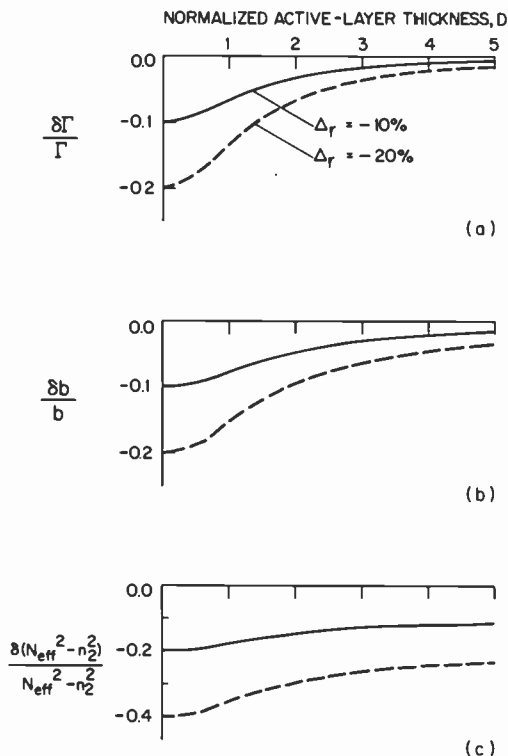 NORMALIZED ACTIVE-LAYER THICKNESS, D
1 2 3 4 5
0.0
-0.1
-0.2
δΓ
Γ
Δr = -10%
Δr = -20%
(a)
0.0
-0.1
-0.2
δb
b
(b)
0.0
-0.2
-0.4
δ(Neff² - n₂²)
Neff² - n₂²
(c)